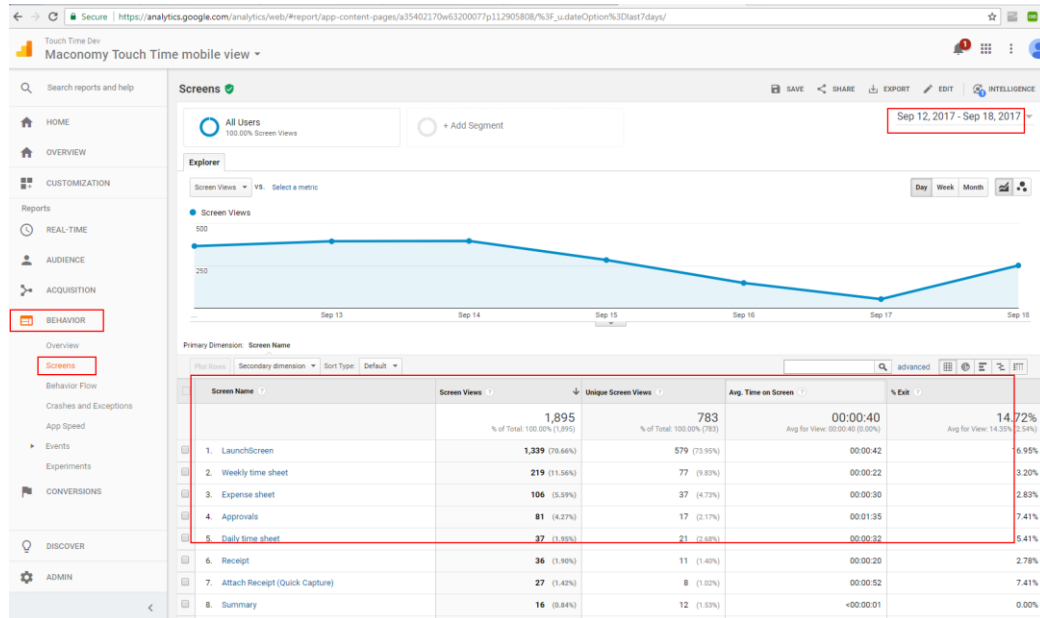 Secure | https://analytics.google.com/analytics/web/#report/app-content-pages/a35402170w63200077p112905808/%3F_u.dateOption%3Dlast7days/
Touch Time Dev
Maconomy Touch Time mobile view
1
Search reports and help
HOME
OVERVIEW
CUSTOMIZATION
Reports
REAL-TIME
AUDIENCE
ACQUISITION
BEHAVIOR
Overview
Screens
Behavior Flow
Crashes and Exceptions
App Speed
Events
Experiments
CONVERSIONS
DISCOVER
ADMIN
Screens
SAVE SHARE EXPORT EDIT INTELLIGENCE
Sep 12, 2017 - Sep 18, 2017
All Users
100.00% Screen Views
+ Add Segment
Explorer
Screen Views VS. Select a metric
Day Week Month
Screen Views
500
250
... Sep 13 Sep 14 Sep 15 Sep 16 Sep 17 Sep 18
Primary Dimension: Screen Name
Plot Rows Secondary dimension Sort Type: Default advanced
Screen Name Screen Views Unique Screen Views Avg. Time on Screen % Exit
1,895 783 00:00:40 14.72%
% of Total: 100.00% (1,895) % of Total: 100.00% (783) Avg for View: 00:00:40 (0.00%) Avg for View: 14.35% (2.54%)
1. LaunchScreen 1,339 (70.66%) 579 (73.95%) 00:00:42 6.95%
2. Weekly time sheet 219 (11.56%) 77 (9.83%) 00:00:22 3.20%
3. Expense sheet 106 (5.59%) 37 (4.73%) 00:00:30 2.83%
4. Approvals 81 (4.27%) 17 (2.17%) 00:01:35 7.41%
5. Daily time sheet 37 (1.95%) 21 (2.68%) 00:00:32 5.41%
6. Receipt 36 (1.90%) 11 (1.40%) 00:00:20 2.78%
7. Attach Receipt (Quick Capture) 27 (1.42%) 8 (1.02%) 00:00:52 7.41%
8. Summary 16 (0.84%) 12 (1.53%) <00:00:01 0.00%